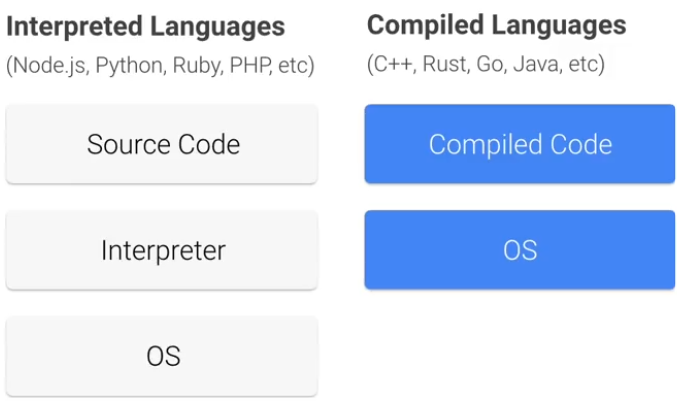 Interpreted Languages
(Node.js, Python, Ruby, PHP, etc)
Source Code
Interpreter
OS
Compiled Languages
(C++, Rust, Go, Java, etc)
Compiled Code
OS